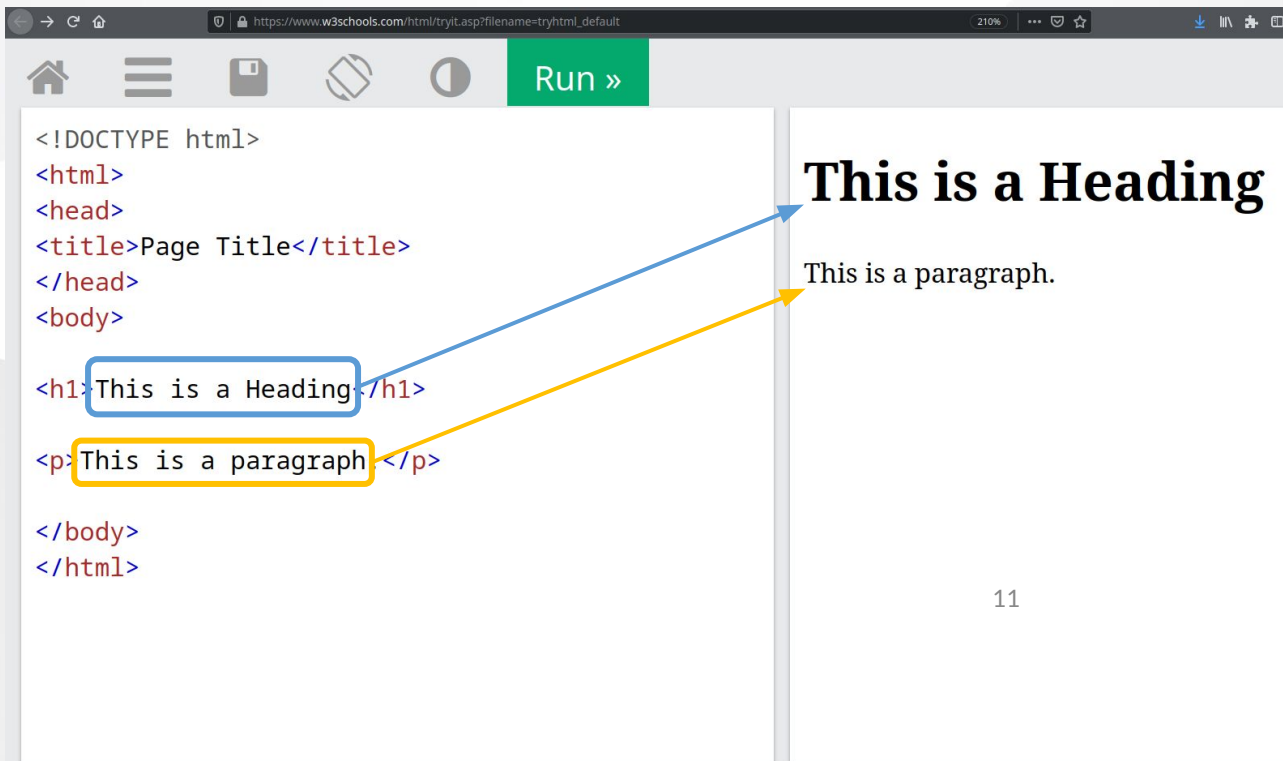 https://www.w3schools.com/html/tryit.asp?filename=tryhtml_default
210%
Run »
<!DOCTYPE html>
<html>
<head>
<title>Page Title</title>
</head>
<body>
<h1>This is a Heading</h1>
<p>This is a paragraph.</p>
</body>
</html>
This is a Heading
This is a paragraph.
11